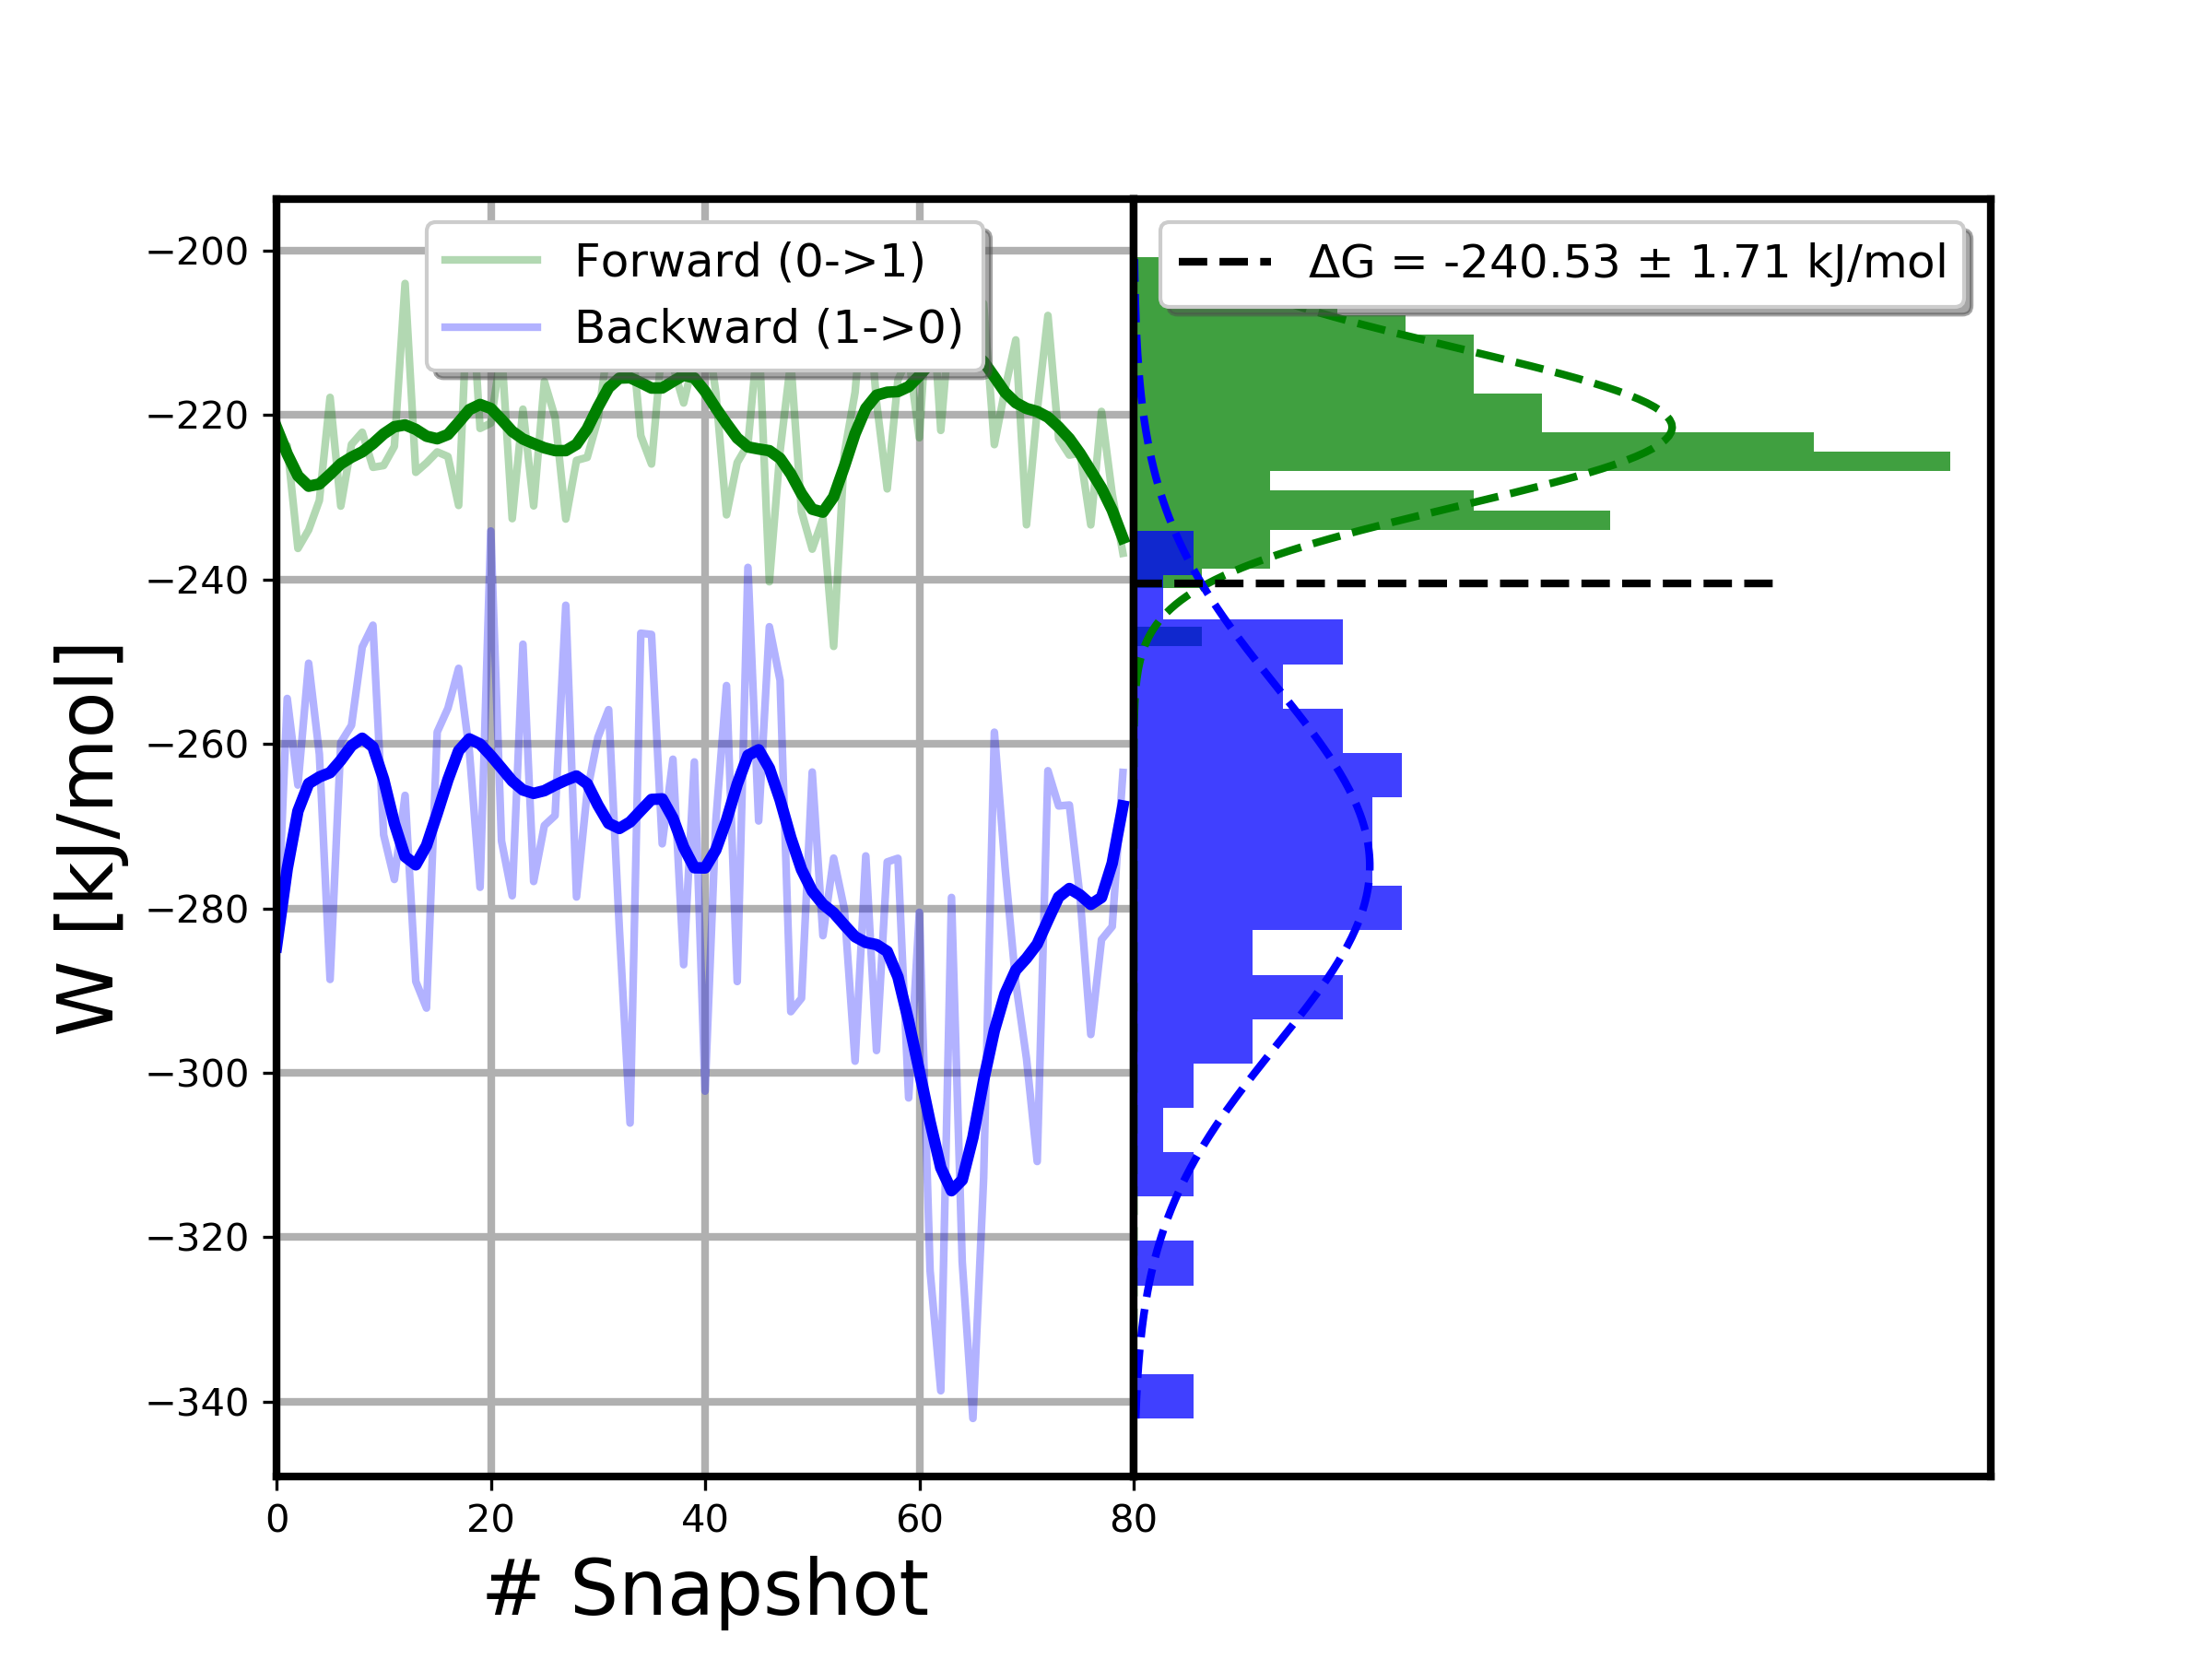 Forward (0->1)
Backward (1->0)
ΔG = -240.53 ± 1.71 kJ/mol
W [kJ/mol]
−200
−220
−240
−260
−280
−300
−320
−340
0 20 40 60 80
# Snapshot